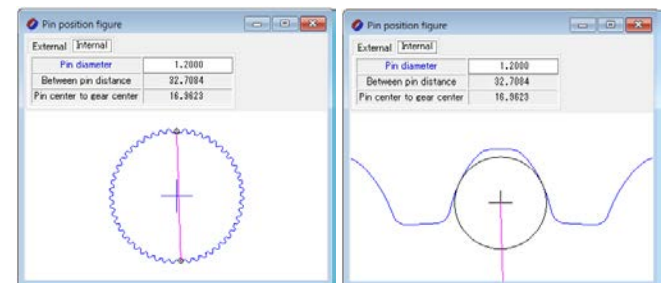 Pin position figure
External Internal
Pin diameter 1.2000
Between pin distance 32.7084
Pin center to gear center 16.9623
Pin position figure
External Internal
Pin diameter 1.2000
Between pin distance 32.7084
Pin center to gear center 16.9623